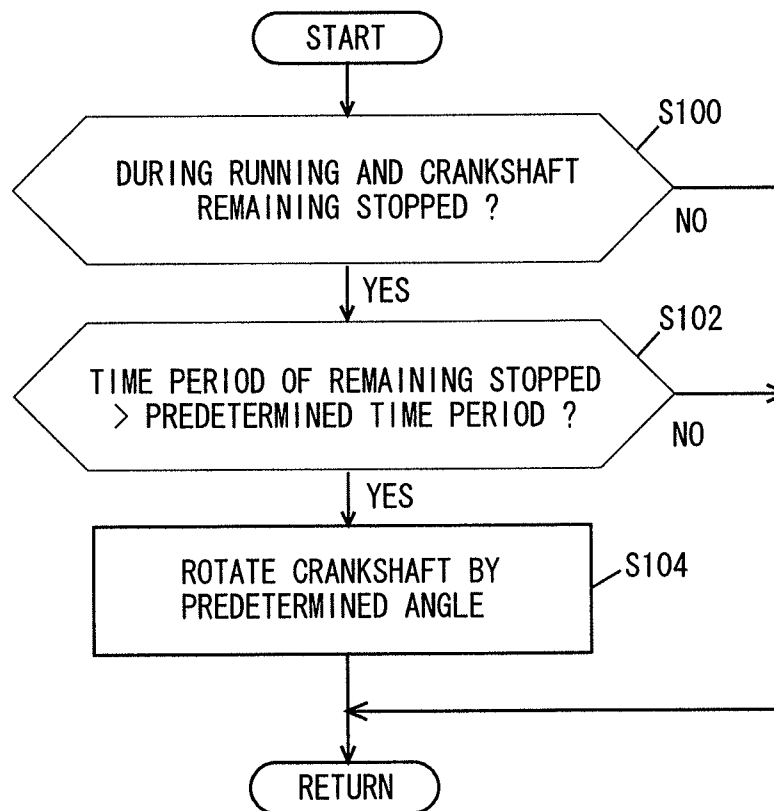 START
S100
DURING RUNNING AND CRANKSHAFT
REMAINING STOPPED ?
NO
YES
S102
TIME PERIOD OF REMAINING STOPPED
> PREDETERMINED TIME PERIOD ?
NO
YES
ROTATE CRANKSHAFT BY
PREDETERMINED ANGLE
S104
RETURN